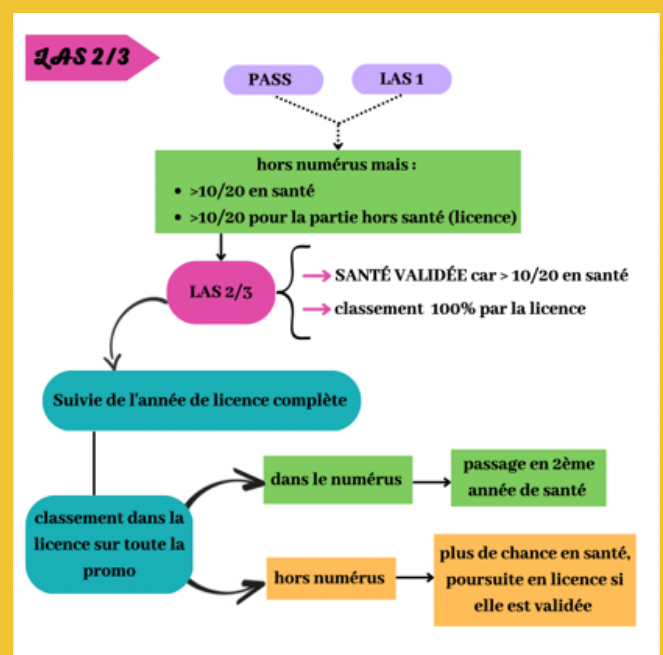 LAS 2/3
PASS
LAS 1
hors numérus mais :
• >10/20 en santé
• >10/20 pour la partie hors santé (licence)
LAS 2/3
SANTÉ VALIDÉE car > 10/20 en santé
classement 100% par la licence
Suivie de l'année de licence complète
classement dans la
licence sur toute la
promo
dans le numérus
passage en 2ème
année de santé
hors numérus
plus de chance en santé,
poursuite en licence si
elle est validée